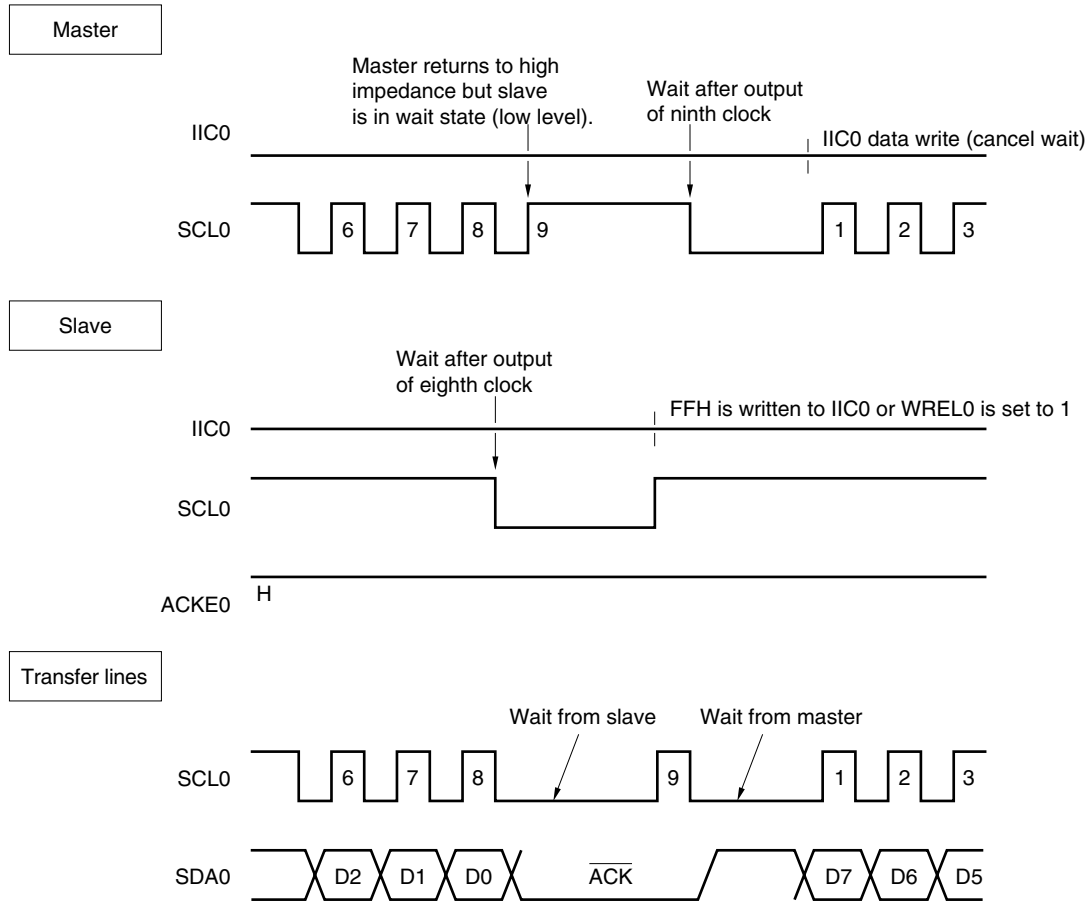 Master
Master returns to high
impedance but slave
is in wait state (low level).
Wait after output
of ninth clock
IIC0
IIC0 data write (cancel wait)
SCL0
6 7 8 9 1 2 3
Slave
Wait after output
of eighth clock
FFH is written to IIC0 or WREL0 is set to 1
IIC0
SCL0
H
ACKE0
Transfer lines
Wait from slave Wait from master
SCL0
6 7 8 9 1 2 3
SDA0
D2 D1 D0 ACK D7 D6 D5